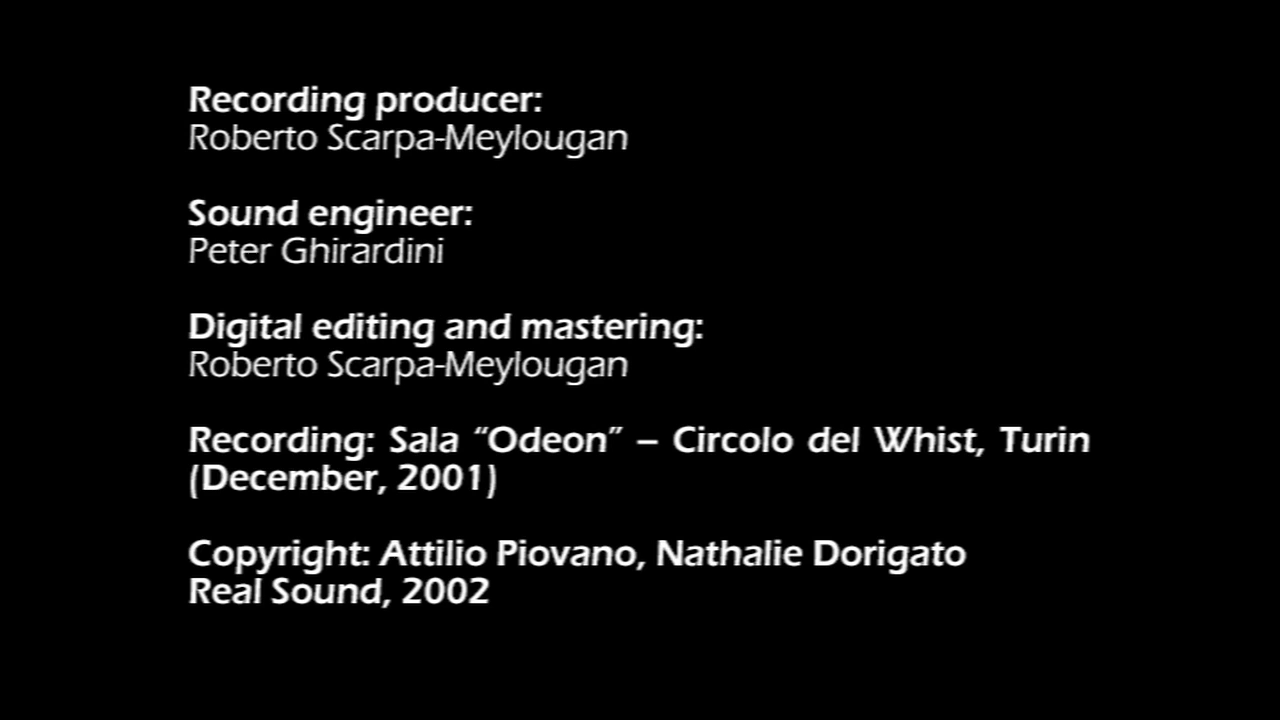 Recording producer:
Roberto Scarpa-Meylougan
Sound engineer:
Peter Ghirardini
Digital editing and mastering:
Roberto Scarpa-Meylougan
Recording: Sala “Odeon” – Circolo del Whist, Turin
(December, 2001)
Copyright: Attilio Piovano, Nathalie Dorigato
Real Sound, 2002